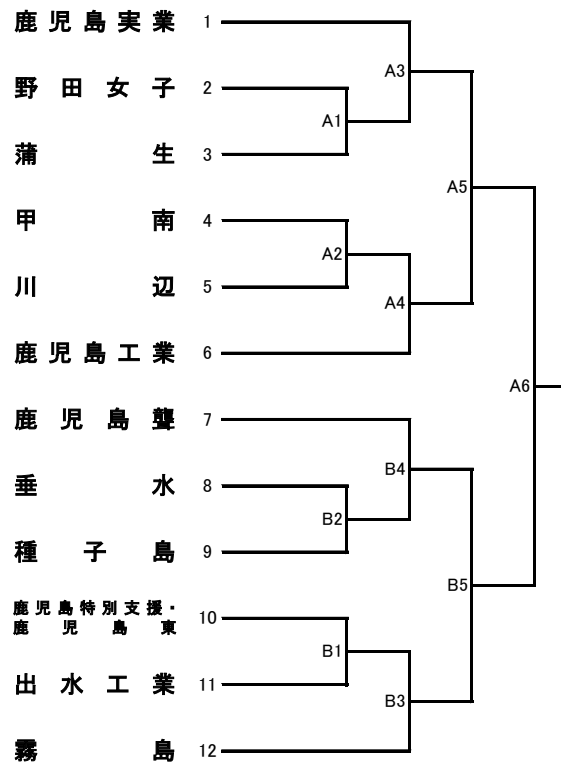 鹿児島実業 1
A3
野田女子 2
A1
蒲生 3
A5
甲南 4
A2
川辺 5
A4
鹿児島工業 6
A6
鹿児島聾 7
B4
垂水 8
B2
種子島 9
B5
鹿児島特別支援・
鹿児島東 10
B1
出水工業 11
B3
霧島 12